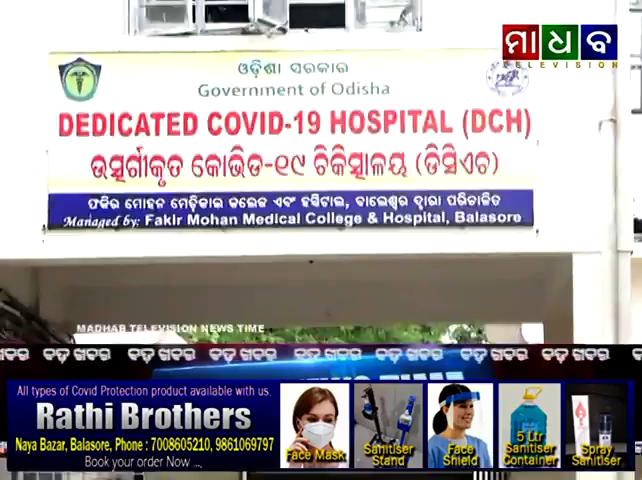 ମାଧବ
TELEVISION
ଓଡ଼ିଶା ସରକାର
Government of Odisha
DEDICATED COVID-19 HOSPITAL (DCH)
ଉତ୍ସର୍ଗୀକୃତ କୋଭିଡ-୧୯ ଚିକିତ୍ସାଳୟ (ଡିସିଏଚ)
ଫକିର ମୋହନ ମେଡ଼ିକାଲ କଲେଜ ଏବଂ ହସ୍ପିଟାଲ, ବାଲେଶ୍ୱର ଦ୍ୱାରା ପରିଚାଳିତ
Managed by: Fakir Mohan Medical College & Hospital, Balasore
MADHAB TELEVISION NEWS TIME
ବଡ଼ ଖବର ବଡ଼ ଖବର ବଡ଼ ଖବର ବଡ଼ ଖବର ବଡ଼ ଖବର ବଡ଼ ଖବର
All types of Covid Protection product available with us.
Rathi Brothers
Naya Bazar, Balasore, Phone : 7008605210, 9861069797
Book your order Now ....
Face Mask
Sanitiser Stand
Face Shield
5 Ltr Sanitiser Container
Spray Sanitiser